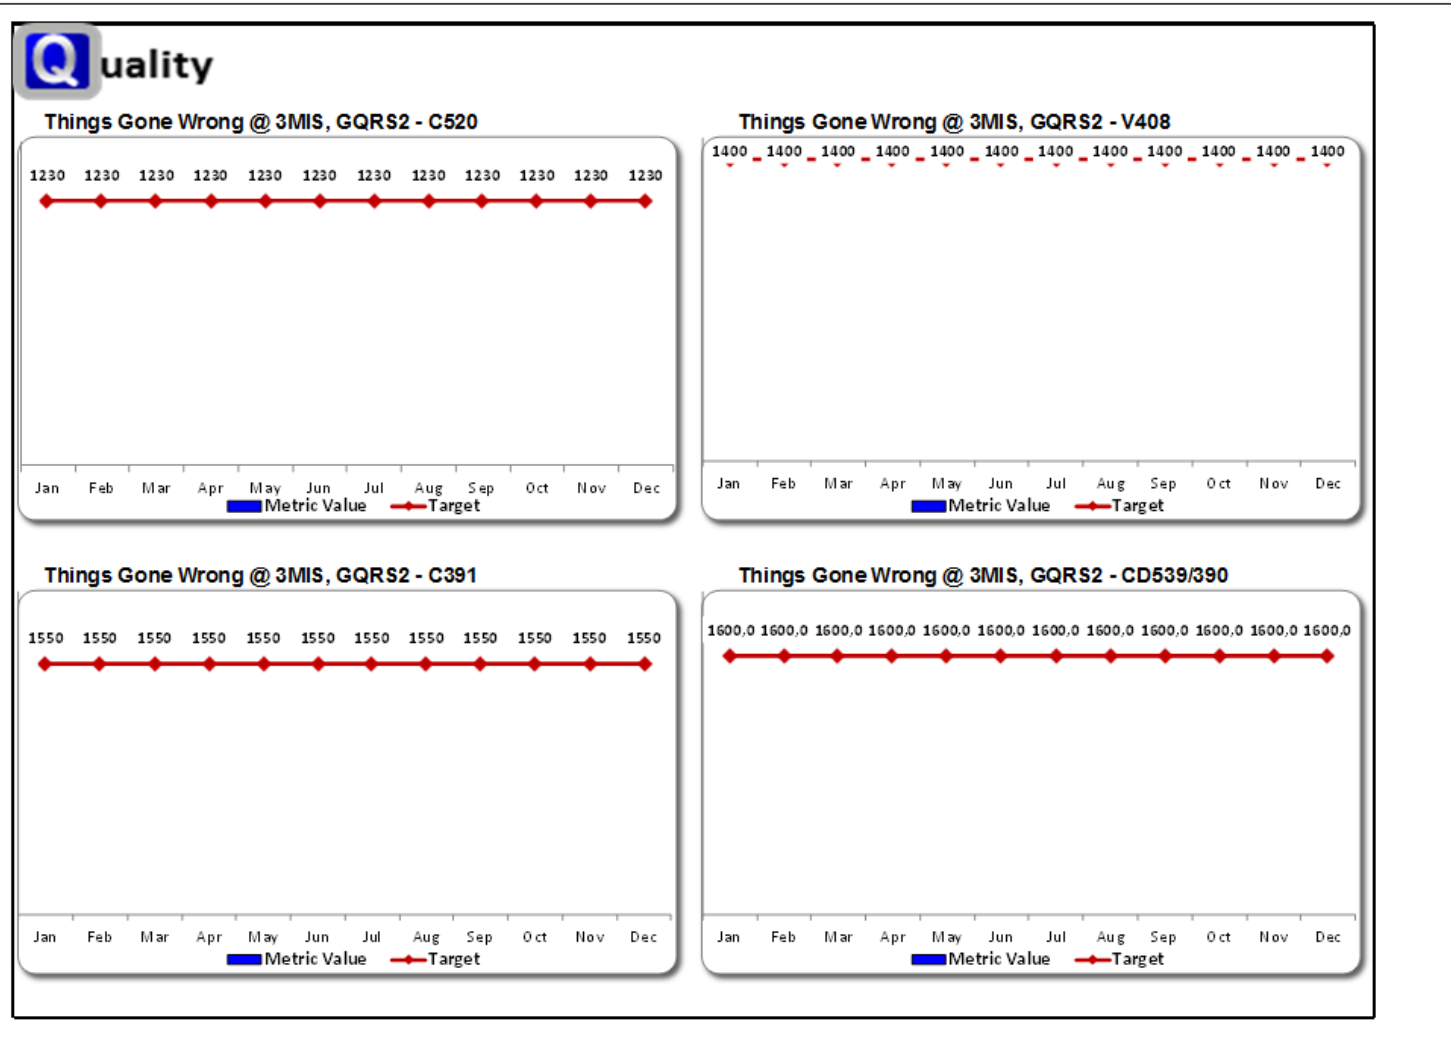 Quality
Things Gone Wrong @ 3MIS, GQRS2 - C520
1230 1230 1230 1230 1230 1230 1230 1230 1230 1230 1230 1230
Jan Feb Mar Apr May Jun Jul Aug Sep Oct Nov Dec
Metric Value Target
Things Gone Wrong @ 3MIS, GQRS2 - V408
1400 1400 1400 1400 1400 1400 1400 1400 1400 1400 1400 1400
Jan Feb Mar Apr May Jun Jul Aug Sep Oct Nov Dec
Metric Value Target
Things Gone Wrong @ 3MIS, GQRS2 - C391
1550 1550 1550 1550 1550 1550 1550 1550 1550 1550 1550 1550
Jan Feb Mar Apr May Jun Jul Aug Sep Oct Nov Dec
Metric Value Target
Things Gone Wrong @ 3MIS, GQRS2 - CD539/390
1600,0 1600,0 1600,0 1600,0 1600,0 1600,0 1600,0 1600,0 1600,0 1600,0 1600,0 1600,0
Jan Feb Mar Apr May Jun Jul Aug Sep Oct Nov Dec
Metric Value Target